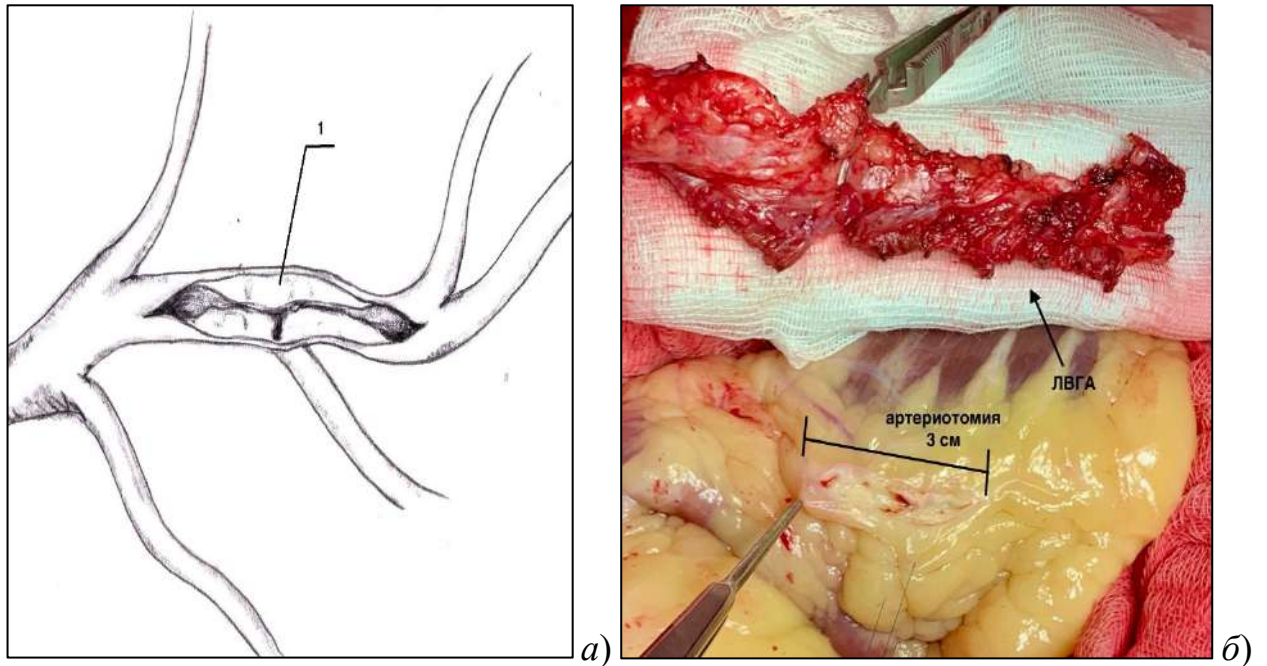 1
ЛВГА
артериотомия
3 см
а)
б)